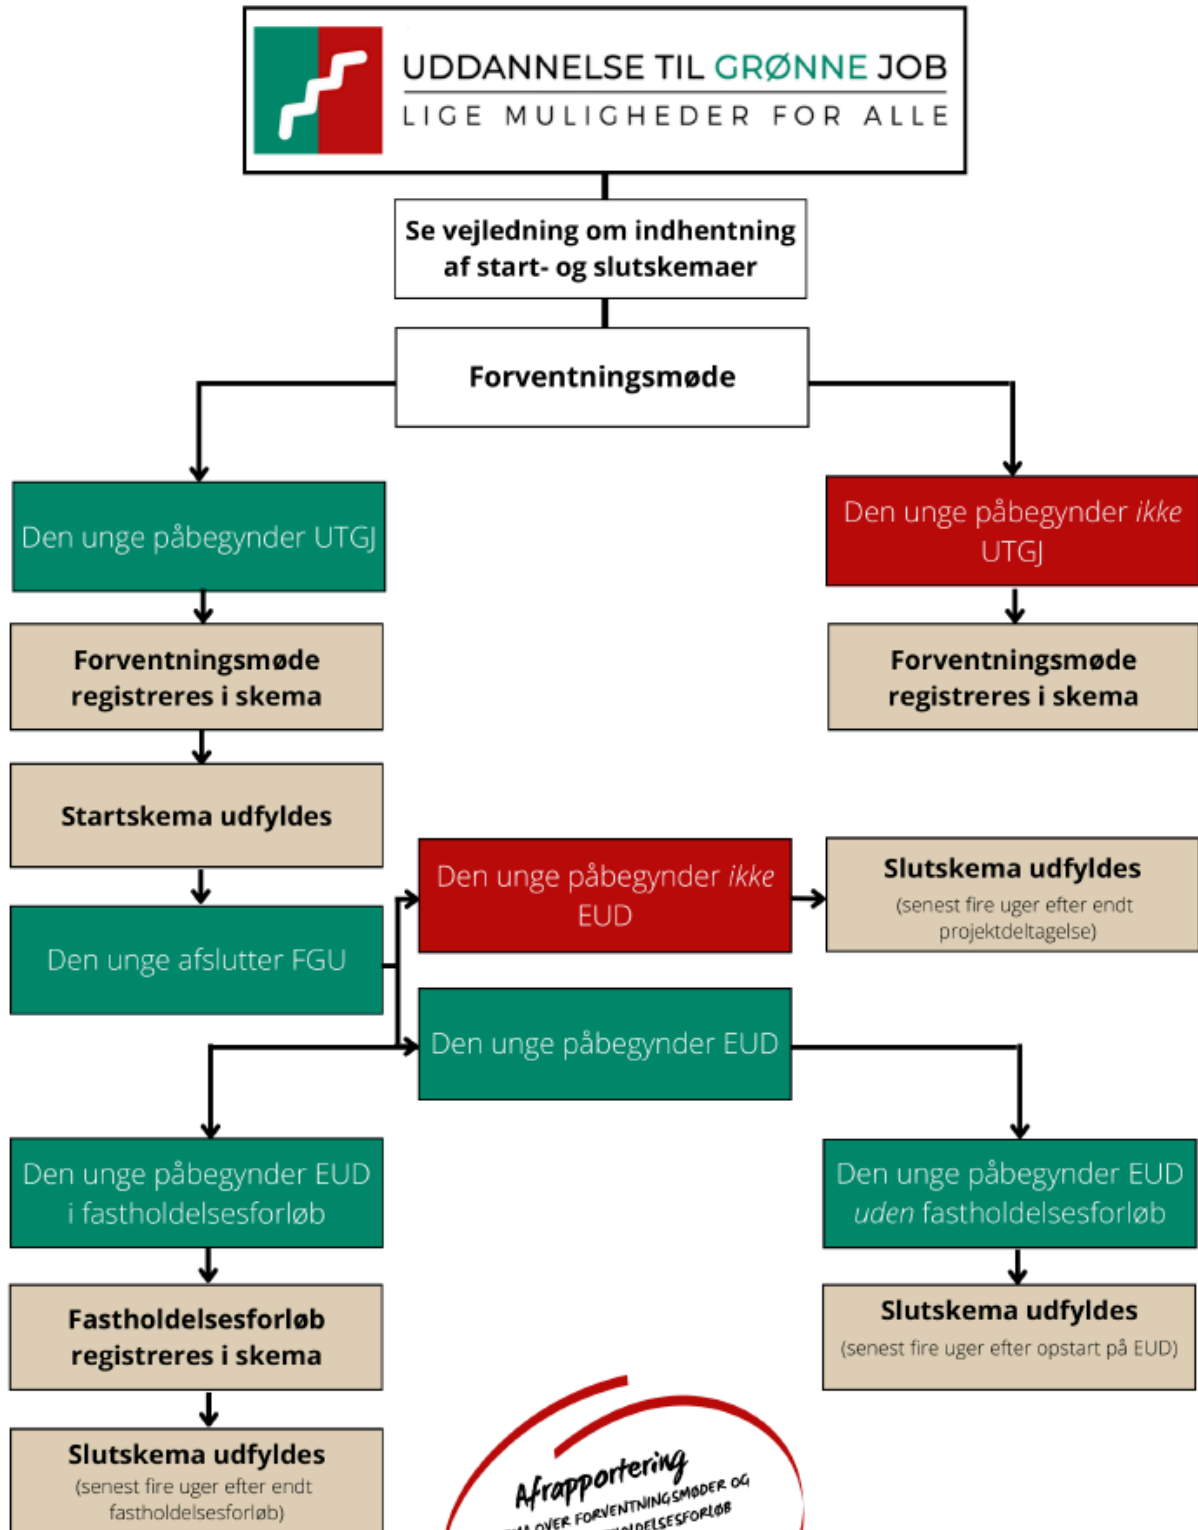 UDDANNELSE TIL GRØNNE JOB
LIGE MULIGHEDER FOR ALLE
Se vejledning om indhentning
af start- og slutskemaer
Forventningsmøde
Den unge påbegynder UTGJ
Den unge påbegynder ikke
UTGJ
Forventningsmøde
registreres i skema
Forventningsmøde
registreres i skema
Startskema udfyldes
Den unge påbegynder ikke
EUD
Slutskema udfyldes
(senest fire uger efter endt
projektdeltagelse)
Den unge afslutter FGU
Den unge påbegynder EUD
Den unge påbegynder EUD
i fastholdelsesforløb
Den unge påbegynder EUD
uden fastholdelsesforløb
Fastholdelsesforløb
registreres i skema
Slutskema udfyldes
(senest fire uger efter opstart på EUD)
Slutskema udfyldes
(senest fire uger efter endt
fastholdelsesforløb)
Afrapportering
OVER FORVENTNINGSMØDER OG